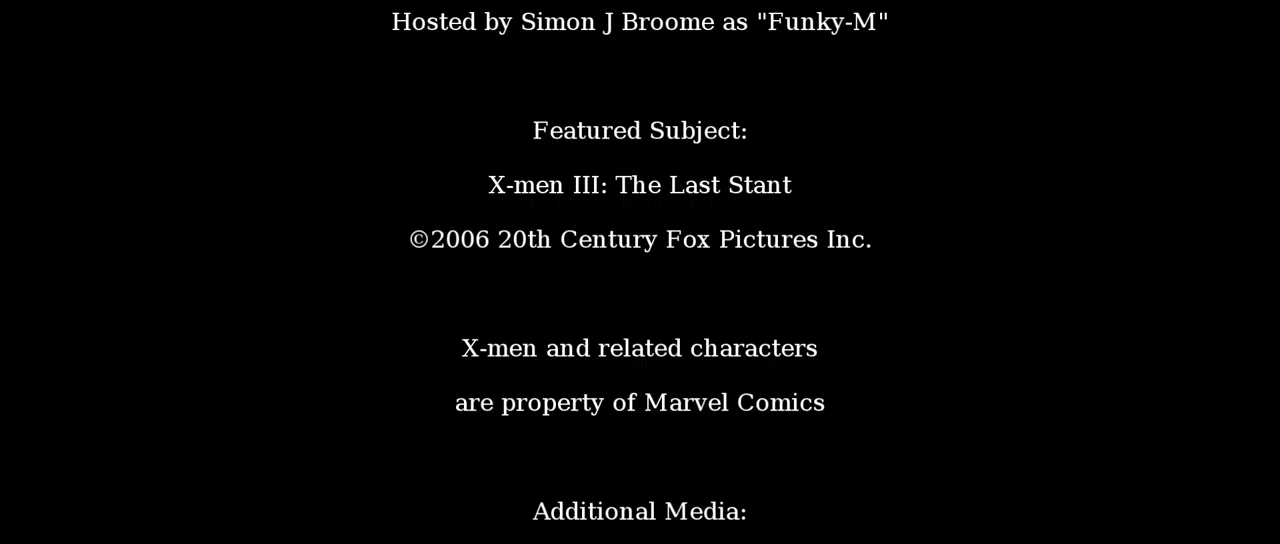 Hosted by Simon J Broome as "Funky-M"
Featured Subject:
X-men III: The Last Stant
©2006 20th Century Fox Pictures Inc.
X-men and related characters
are property of Marvel Comics
Additional Media: